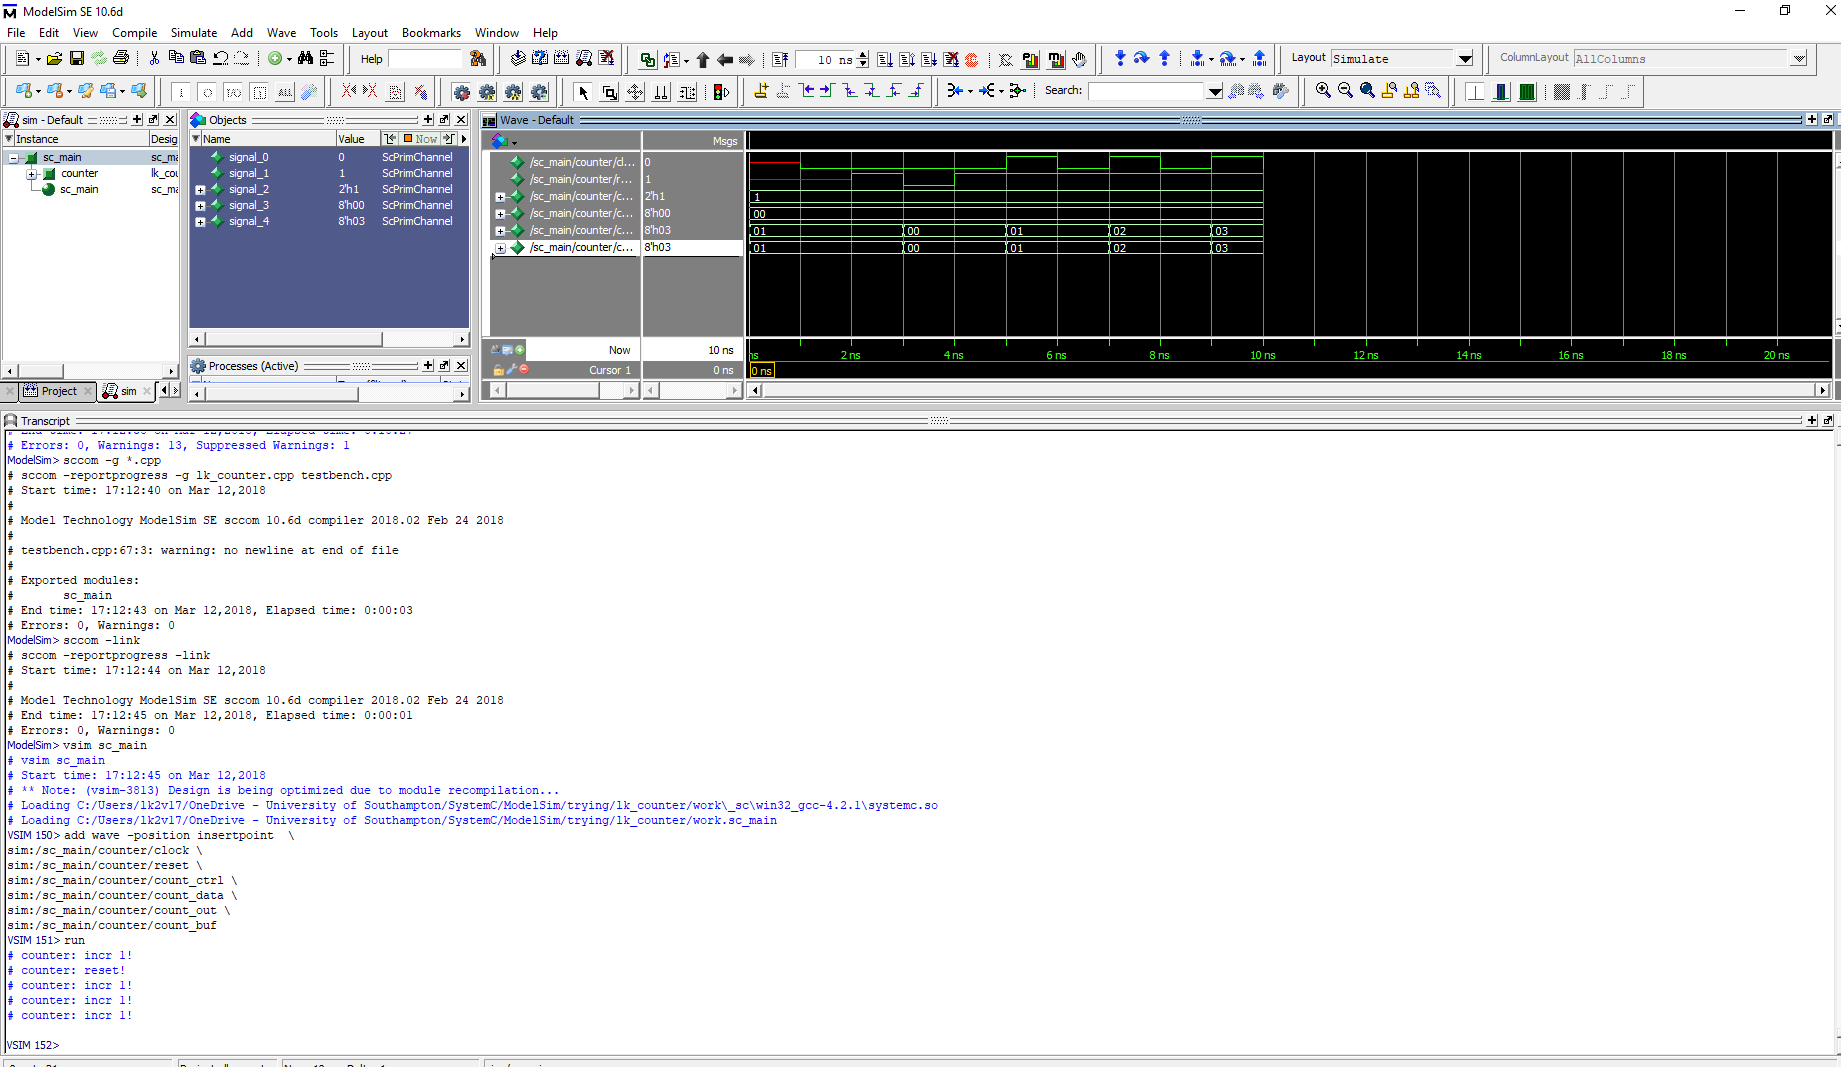 ModelSim SE 10.6d
File Edit View Compile Simulate Add Wave Tools Layout Bookmarks Window Help
Help
10 ns
Layout Simulate
ColumnLayout AllColumns
Search:
sim - Default
Instance Desig
sc_main sc_ma
counter lk_cou
sc_main sc_ma
Project
sim
Objects
Name Value Now
signal_0 0 ScPrimChannel
signal_1 1 ScPrimChannel
signal_2 2'h1 ScPrimChannel
signal_3 8'h00 ScPrimChannel
signal_4 8'h03 ScPrimChannel
Processes (Active)
Wave - Default
Msgs
/sc_main/counter/cl... 0
/sc_main/counter/r... 1
/sc_main/counter/c... 2'h1 1
/sc_main/counter/c... 8'h00 00
/sc_main/counter/c... 8'h03 01 00 01 02 03
/sc_main/counter/c... 8'h03 01 00 01 02 03
Now 10 ns
ns 2 ns 4 ns 6 ns 8 ns 10 ns 12 ns 14 ns 16 ns 18 ns 20 ns
Cursor 1 0 ns 0 ns
Transcript
# Errors: 0, Warnings: 13, Suppressed Warnings: 1
ModelSim> sccom -g *.cpp
# sccom -reportprogress -g lk_counter.cpp testbench.cpp
# Start time: 17:12:40 on Mar 12,2018
#
# Model Technology ModelSim SE sccom 10.6d compiler 2018.02 Feb 24 2018
#
# testbench.cpp:67:3: warning: no newline at end of file
#
# Exported modules:
# sc_main
# End time: 17:12:43 on Mar 12,2018, Elapsed time: 0:00:03
# Errors: 0, Warnings: 0
ModelSim> sccom -link
# sccom -reportprogress -link
# Start time: 17:12:44 on Mar 12,2018
#
# Model Technology ModelSim SE sccom 10.6d compiler 2018.02 Feb 24 2018
# End time: 17:12:45 on Mar 12,2018, Elapsed time: 0:00:01
# Errors: 0, Warnings: 0
ModelSim> vsim sc_main
# vsim sc_main
# Start time: 17:12:45 on Mar 12,2018
# ** Note: (vsim-3813) Design is being optimized due to module recompilation...
# Loading C:/Users/lk2v17/OneDrive - University of Southampton/SystemC/ModelSim/trying/lk_counter/work\_sc\win32_gcc-4.2.1\systemc.so
# Loading C:/Users/lk2v17/OneDrive - University of Southampton/SystemC/ModelSim/trying/lk_counter/work.sc_main
VSIM 150> add wave -position insertpoint \
sim:/sc_main/counter/clock \
sim:/sc_main/counter/reset \
sim:/sc_main/counter/count_ctrl \
sim:/sc_main/counter/count_data \
sim:/sc_main/counter/count_out \
sim:/sc_main/counter/count_buf
VSIM 151> run
# counter: incr 1!
# counter: reset!
# counter: incr 1!
# counter: incr 1!
# counter: incr 1!
VSIM 152>